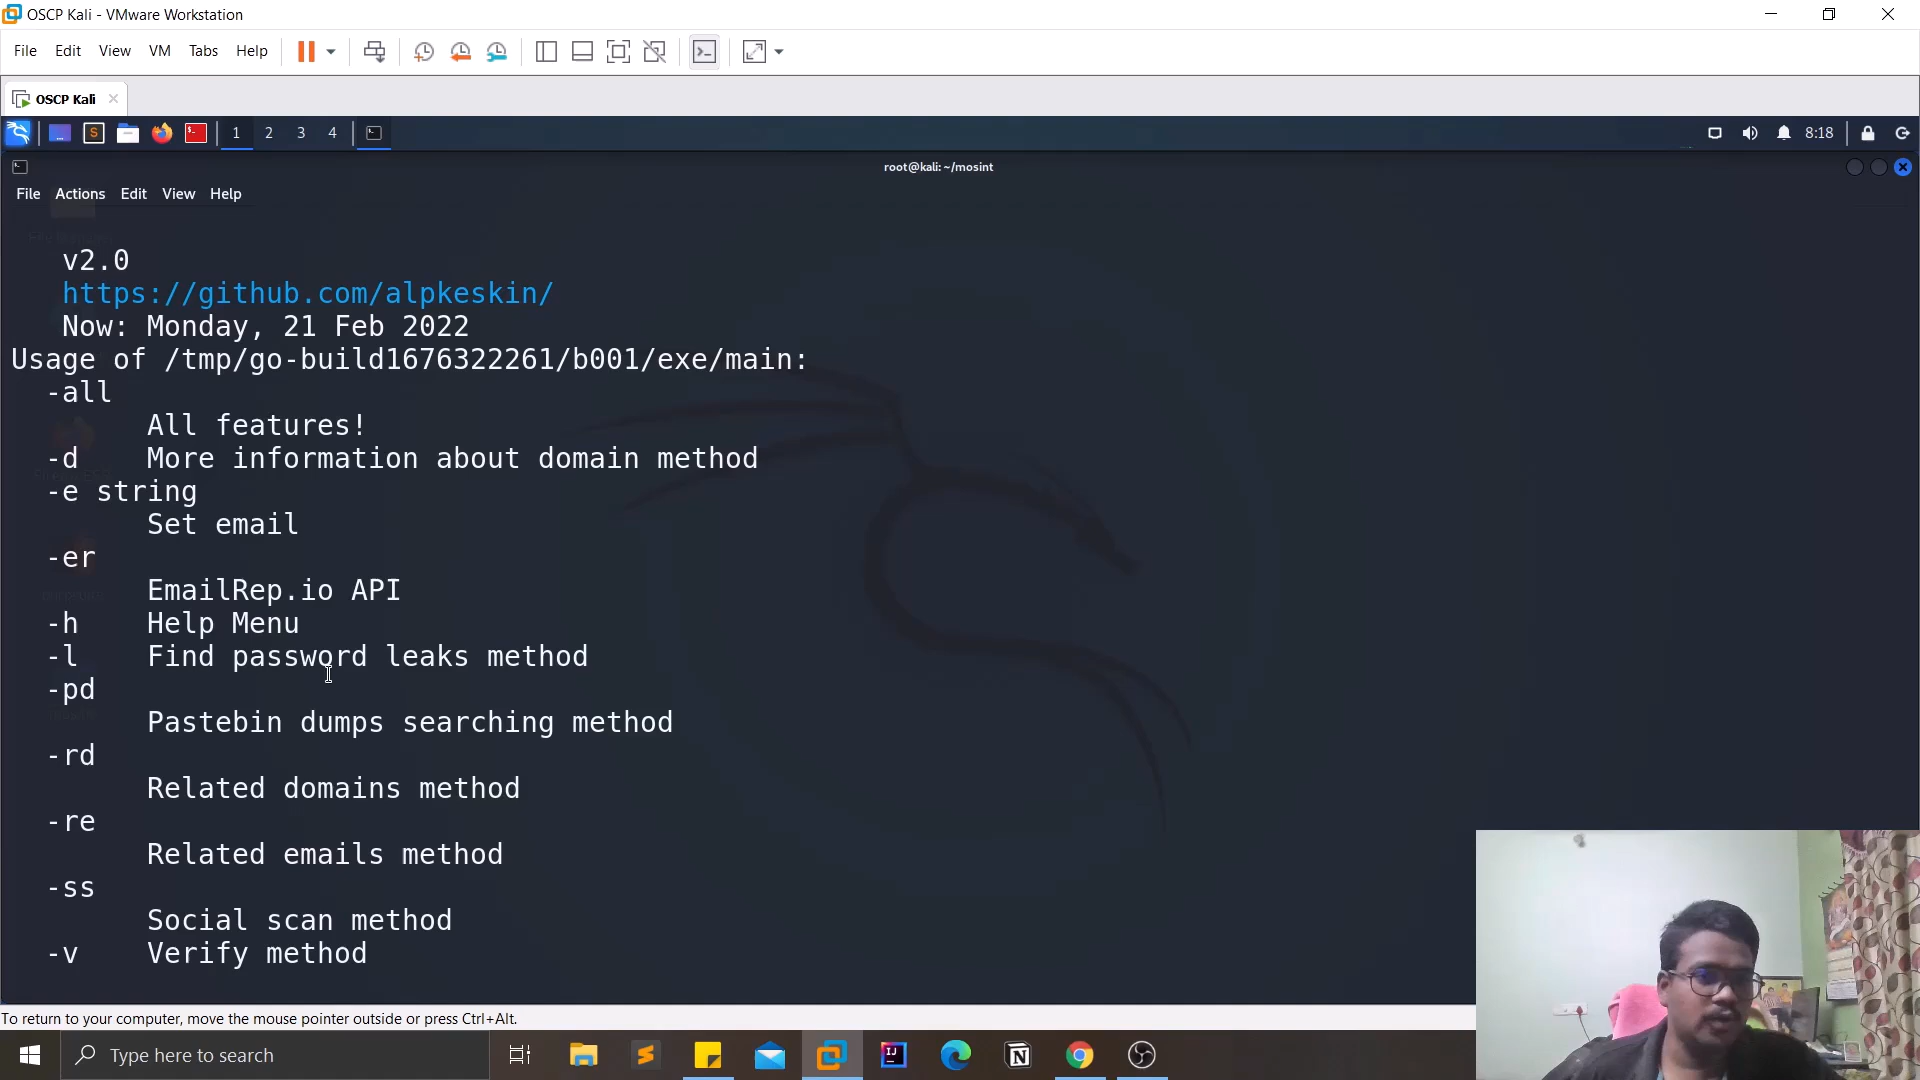 OSCP Kali - VMware Workstation
File Edit View VM Tabs Help
OSCP Kali
1 2 3 4
8:18
root@kali: ~/mosint
File Actions Edit View Help
v2.0
https://github.com/alpkeskin/
Now: Monday, 21 Feb 2022
Usage of /tmp/go-build1676322261/b001/exe/main:
-all
All features!
-d More information about domain method
-e string
Set email
-er
EmailRep.io API
-h Help Menu
-l Find password leaks method
-pd
Pastebin dumps searching method
-rd
Related domains method
-re
Related emails method
-ss
Social scan method
-v Verify method
To return to your computer, move the mouse pointer outside or press Ctrl+Alt.
Type here to search